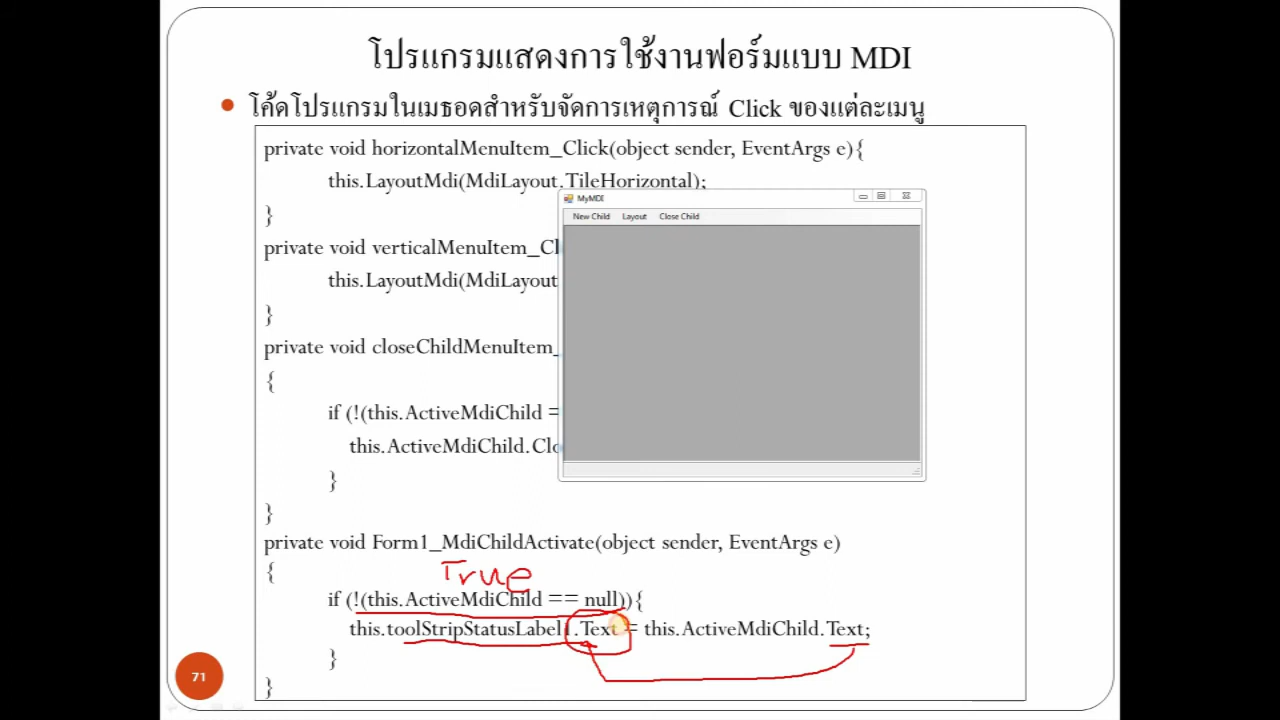 โปรแกรมแสดงการใช้งานฟอร์มแบบ MDI
โค้ดโปรแกรมในเมธอดสำหรับจัดการเหตุการณ์ Click ของแต่ละเมนู
private void horizontalMenuItem_Click(object sender, EventArgs e){
this.LayoutMdi(MdiLayout.TileHorizontal);
}
private void verticalMenuItem_Cl
this.LayoutMdi(MdiLayout
}
private void closeChildMenuItem_
{
if (!(this.ActiveMdiChild =
this.ActiveMdiChild.Clo
}
}
MyMDI
New Child Layout Close Child
private void Form1_MdiChildActivate(object sender, EventArgs e)
{
True
if (!(this.ActiveMdiChild == null)){
this.toolStripStatusLabel1.Text = this.ActiveMdiChild.Text;
}
}
71